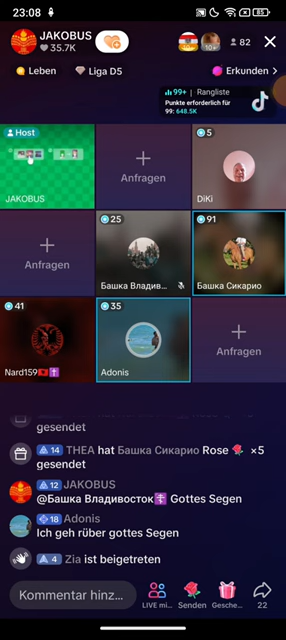 23:08
85
JAKOBUS
35.7K
10+
82
Leben
Liga D5
Erkunden >
99+ | Rangliste
Punkte erforderlich für
99: 648.5K
Host
JAKOBUS
Anfragen
5
DiKi
Anfragen
25
Башка Владив...
91
Башка Сикарио
41
Nard159🇦🇱✝️
35
Adonis
Anfragen
gesendet
14 THEA hat Башка Сикарио Rose 🌹 ×5
gesendet
12 JAKOBUS
@Башка Владивосток☦️ Gottes Segen
18 Adonis
Ich geh rüber gottes Segen
4 Zia ist beigetreten
Kommentar hinz...
LIVE mi...
Senden
Gesche...
22